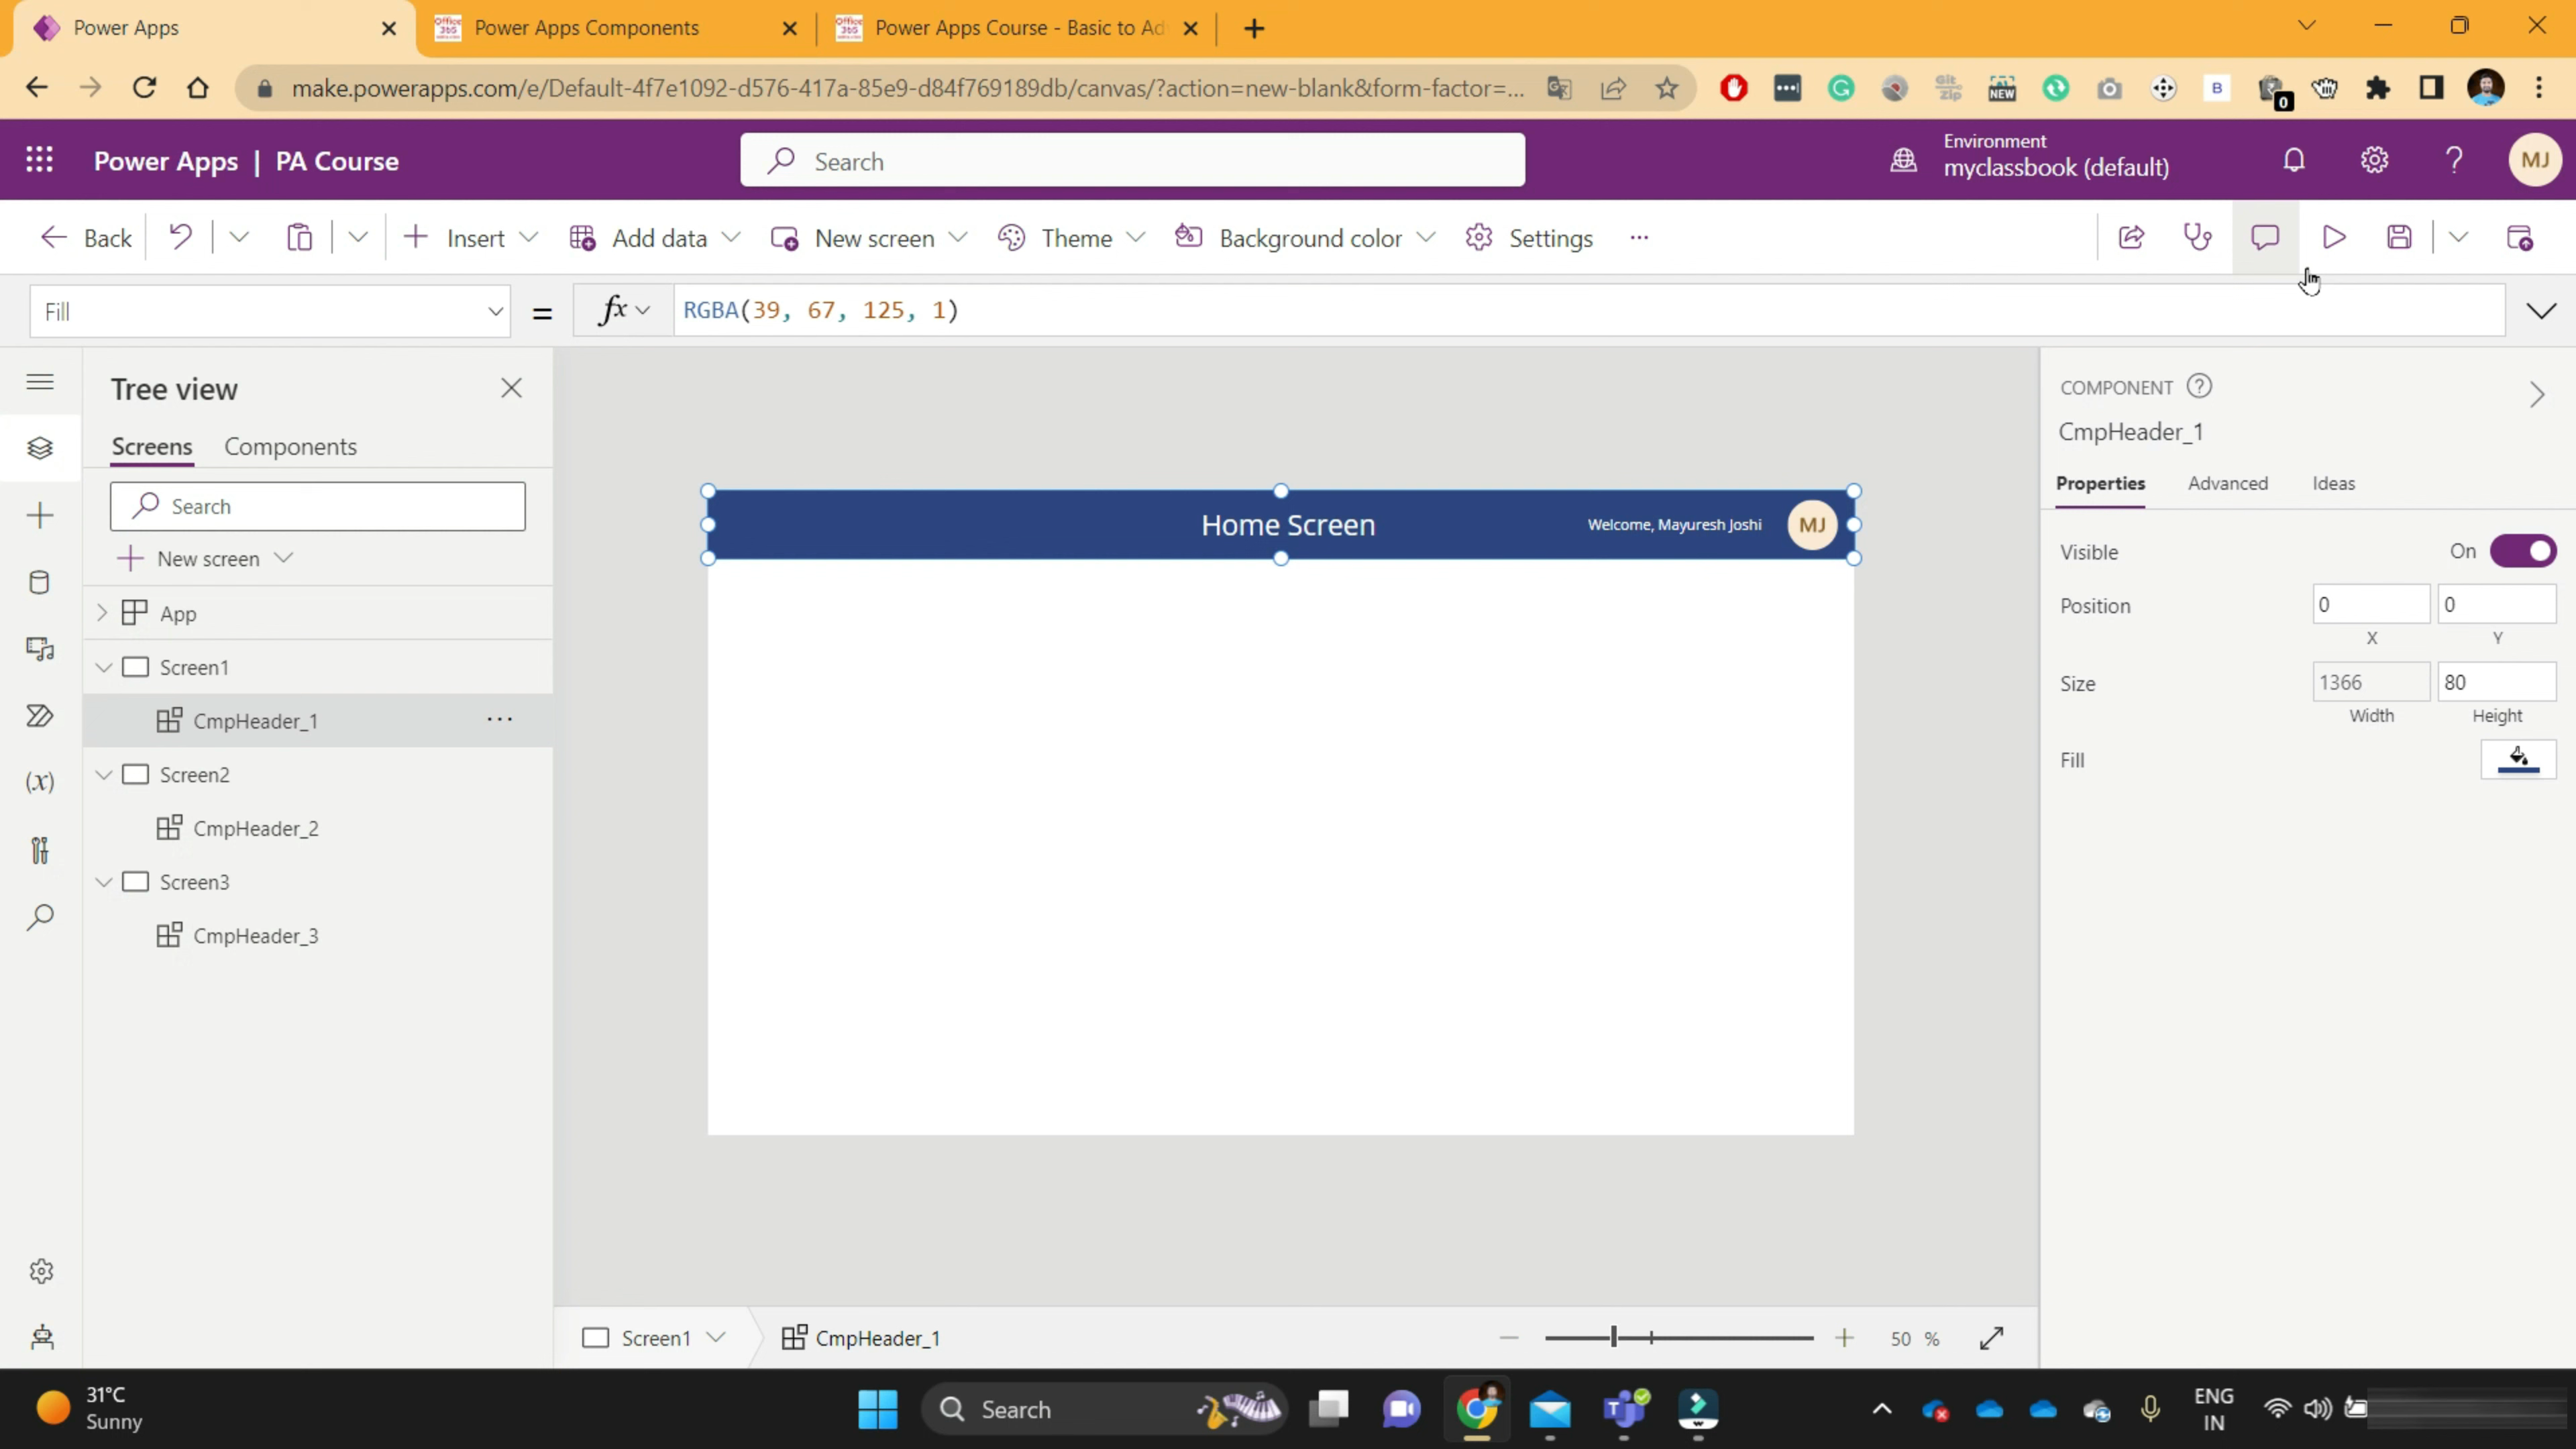 Power Apps
Power Apps Components
Power Apps Course - Basic to Ad
make.powerapps.com/e/Default-4f7e1092-d576-417a-85e9-d84f769189db/canvas/?action=new-blank&form-factor=...
NEW
B
0
Power Apps | PA Course
Search
Environment
myclassbook (default)
MJ
Back
Insert
Add data
New screen
Theme
Background color
Settings
Fill
=
fx
RGBA(39, 67, 125, 1)
Tree view
Screens
Components
Search
New screen
App
Screen1
CmpHeader_1
Screen2
CmpHeader_2
Screen3
CmpHeader_3
Home Screen
Welcome, Mayuresh Joshi
MJ
COMPONENT
CmpHeader_1
Properties
Advanced
Ideas
Visible
On
Position
0
0
X
Y
Size
1366
80
Width
Height
Fill
Screen1
CmpHeader_1
50 %
31°C
Sunny
Search
ENG
IN